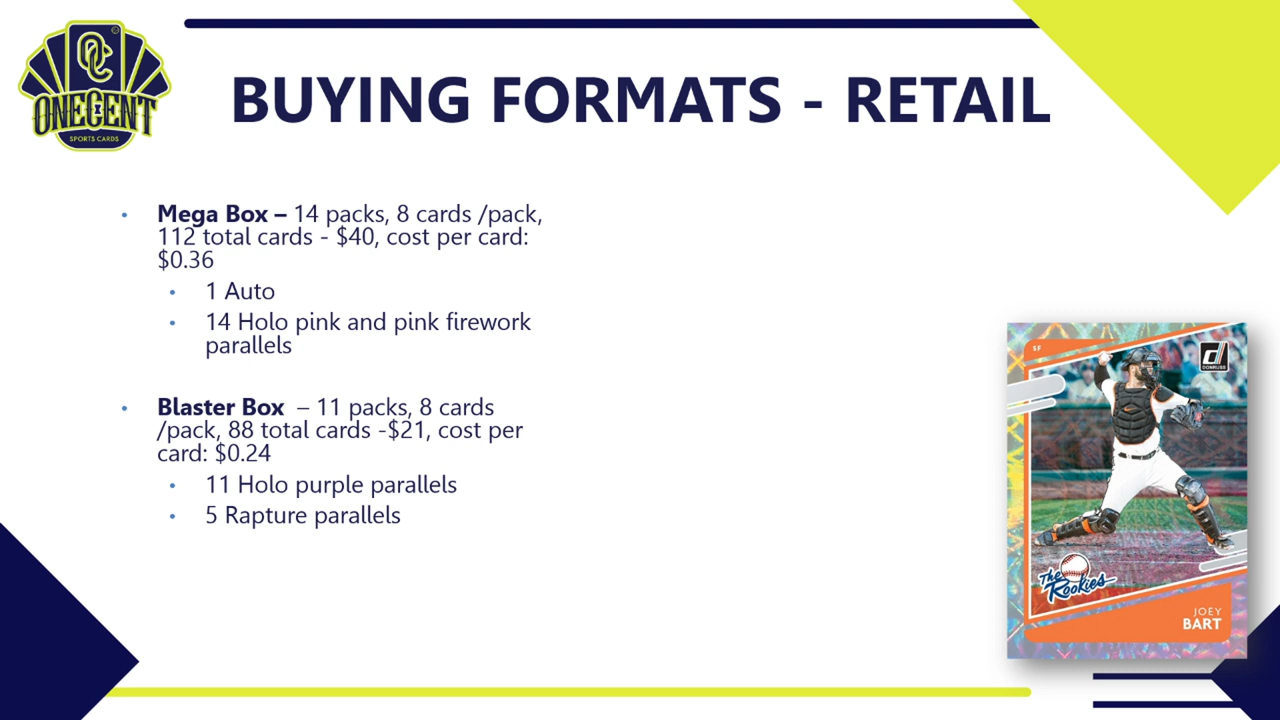 OC
ONECENT
SPORTS CARDS
BUYING FORMATS - RETAIL
• Mega Box – 14 packs, 8 cards /pack,
112 total cards - $40, cost per card:
$0.36
• 1 Auto
• 14 Holo pink and pink firework
parallels
• Blaster Box – 11 packs, 8 cards
/pack, 88 total cards -$21, cost per
card: $0.24
• 11 Holo purple parallels
• 5 Rapture parallels
SF
d
DONRUSS
The
Rookies
JOEY
BART